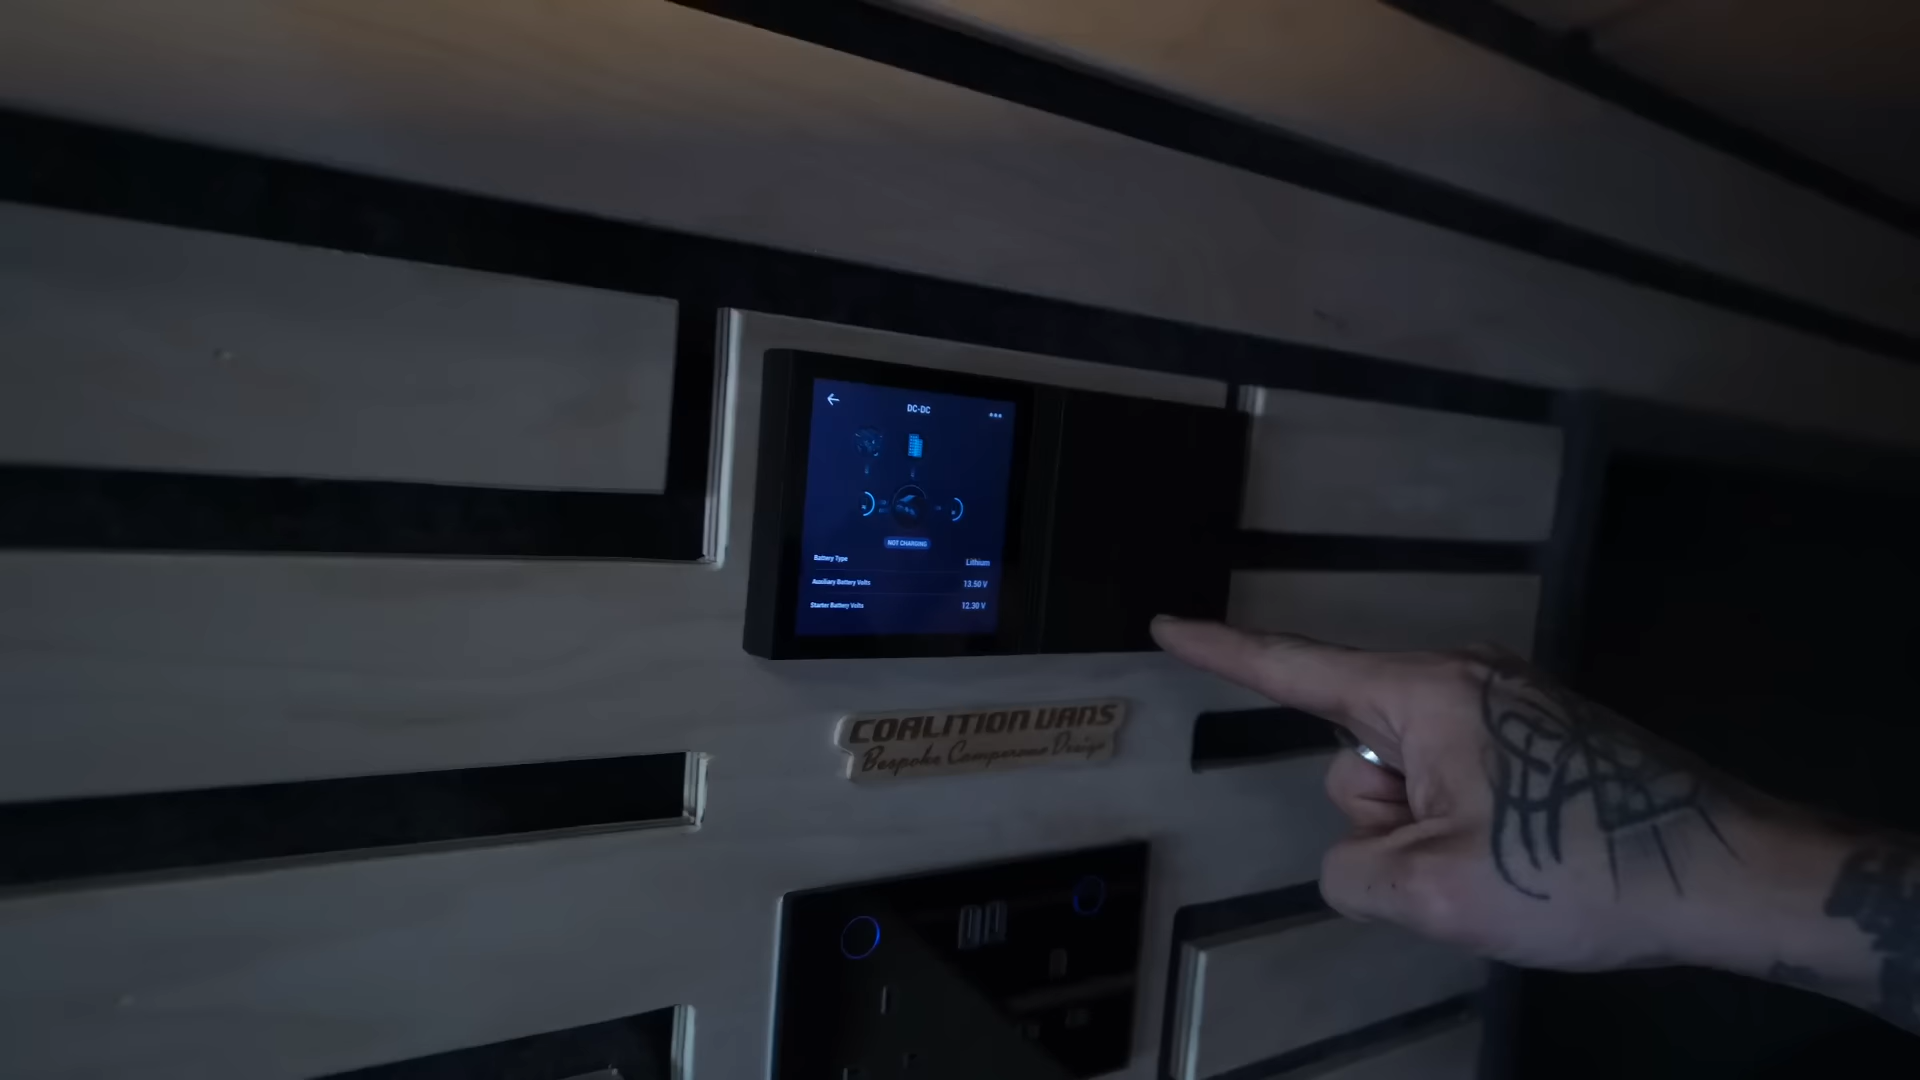 DC-DC
NOT CHARGING
Battery Type Lithium
Auxiliary Battery Volts 13.50 V
Starter Battery Volts 12.30 V
COALITION VANS
Bespoke Campervan Design